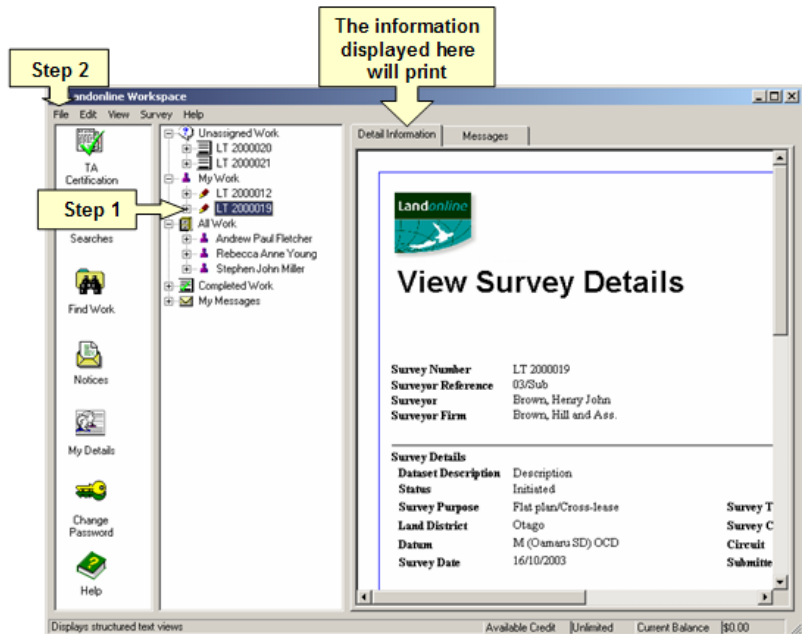 The information
displayed here
will print
Step 2
andonline Workspace
File Edit View Survey Help
TA
Certification
Step 1
Searches
Find Work
Notices
My Details
Change
Password
Help
Unassigned Work
LT 2000020
LT 2000021
My Work
LT 2000012
LT 2000019
All Work
Andrew Paul Fletcher
Rebecca Anne Young
Stephen John Miller
Completed Work
My Messages
Detail Information Messages
Landonline
View Survey Details
Survey Number LT 2000019
Surveyor Reference 03/Sub
Surveyor Brown, Henry John
Surveyor Firm Brown, Hill and Ass.
Survey Details
Dataset Description Description
Status Initiated
Survey Purpose Flat plan/Cross-lease Survey T
Land District Otago Survey C
Datum M (Oamaru SD) OCD Circuit
Survey Date 16/10/2003 Submitte
Displays structured text views Available Credit Unlimited Current Balance $0.00